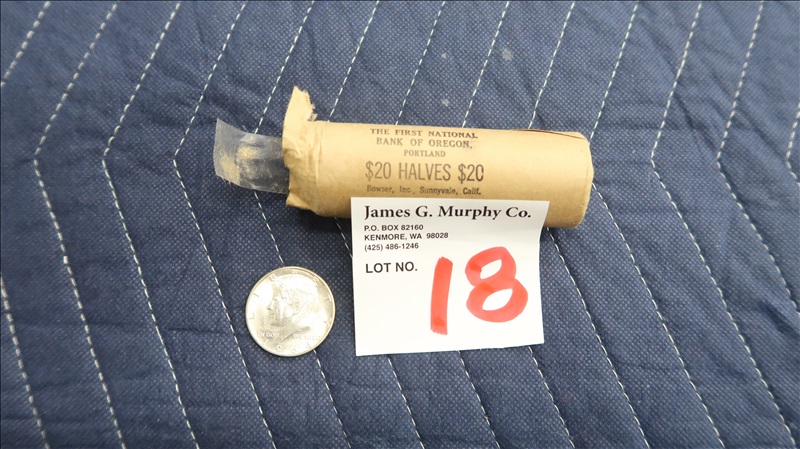 THE FIRST NATIONAL
BANK OF OREGON,
PORTLAND
$20 HALVES $20
Bowser, Inc., Sunnyvale, Calif.
James G. Murphy Co.
P.O. BOX 82160
KENMORE, WA 98028
(425) 486-1246
LOT NO. 18